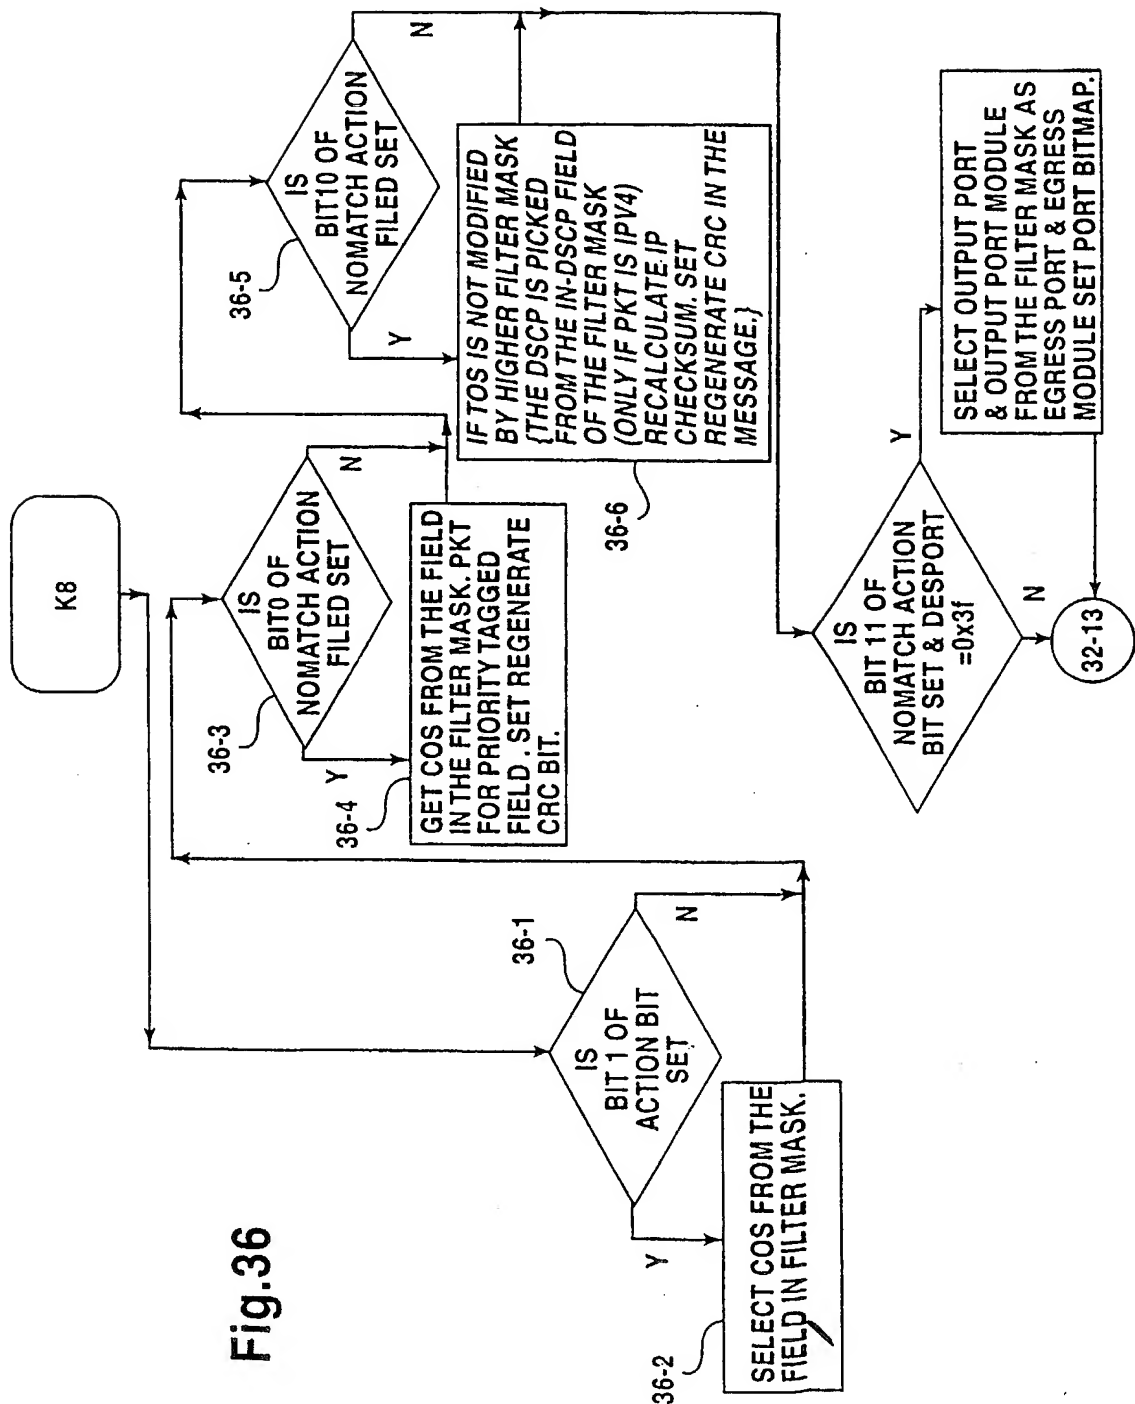 Fig.36
K8
36-1
IS
BIT 1 OF
ACTION BIT
SET
Y
N
36-2
SELECT COS FROM THE
FIELD IN FILTER MASK.
36-3
IS
BIT0 OF
NOMATCH ACTION
FILED SET
Y
N
36-4
GET COS FROM THE FIELD
IN THE FILTER MASK. PKT
FOR PRIORITY TAGGED
FIELD . SET REGENERATE
CRC BIT.
36-5
IS
BIT10 OF
NOMATCH ACTION
FILED SET
Y
N
36-6
IF TOS IS NOT MODIFIED
BY HIGHER FILTER MASK
{THE DSCP IS PICKED
FROM THE IN-DSCP FIELD
OF THE FILTER MASK
(ONLY IF PKT IS IPV4)
RECALCULATE IP
CHECKSUM. SET
REGENERATE CRC IN THE
MESSAGE.}
IS
BIT 11 OF
NOMATCH ACTION
BIT SET & DESPORT
=0x3f
Y
N
SELECT OUTPUT PORT
& OUTPUT PORT MODULE
FROM THE FILTER MASK AS
EGRESS PORT & EGRESS
MODULE SET PORT BITMAP.
32-13